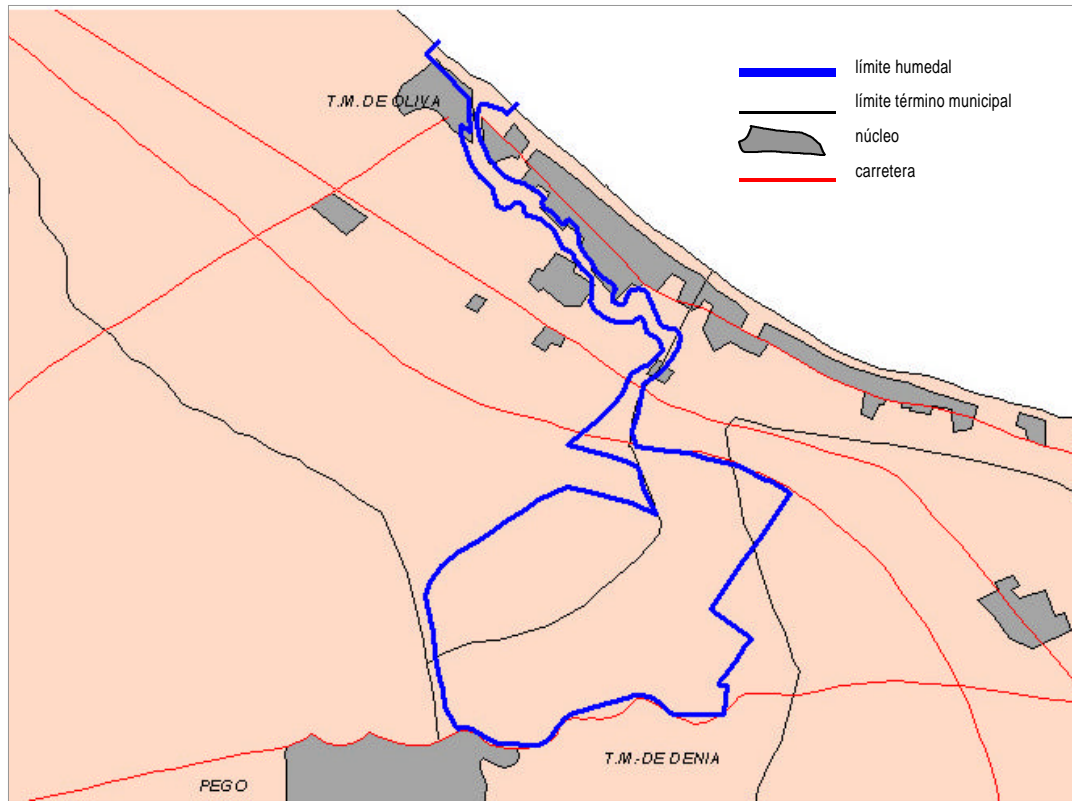 límite humedal
T.M. DE OLIVA
límite término municipal
núcleo
carretera
T.M.-DE DENIA
PEGO